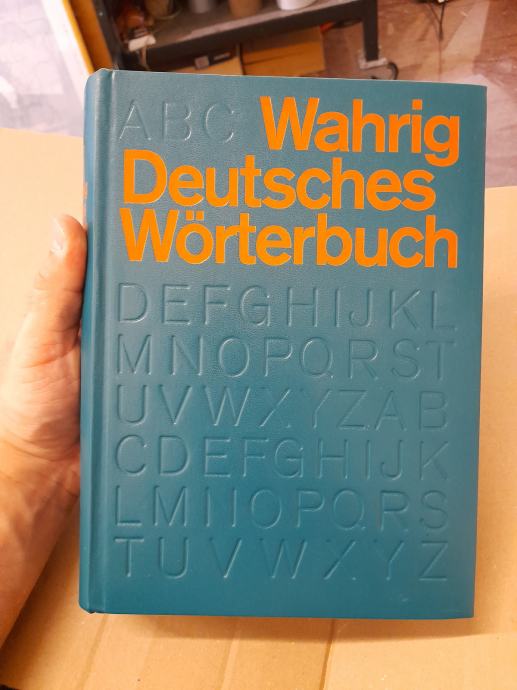 ABC Wahrig
Deutsches
Wörterbuch
DEFGHIJKL
MNOPQRST
UVWXYZAB
CDEFGHIJK
LMNOPQRS
TUVWXYZ